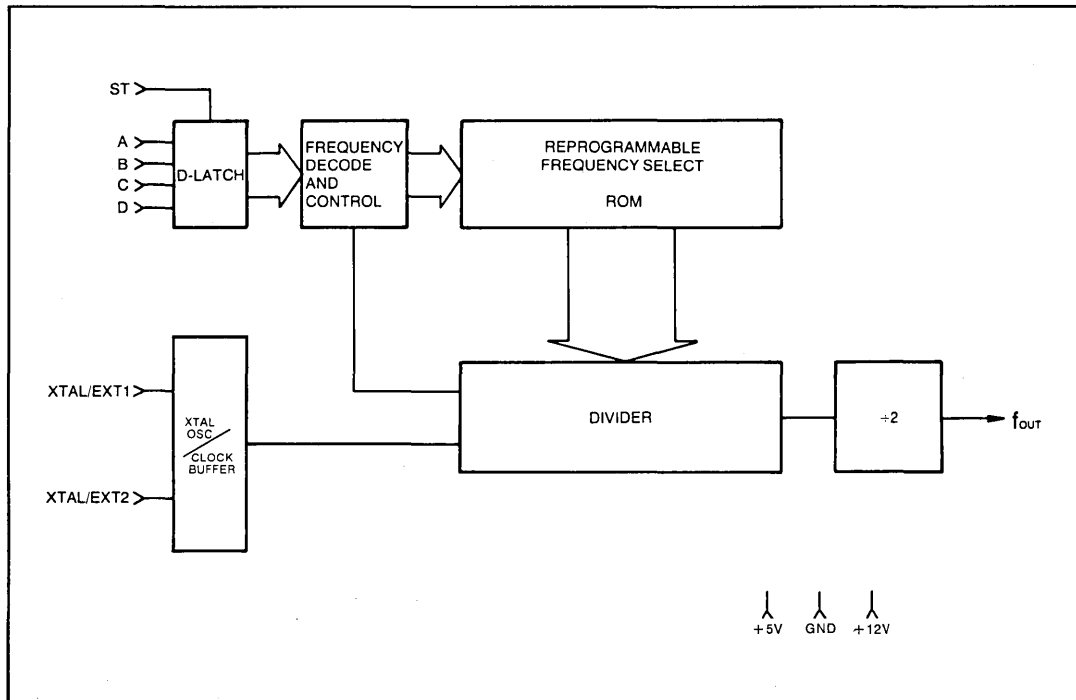 ST
A
B
C
D
D-LATCH
FREQUENCY
DECODE
AND
CONTROL
REPROGRAMMABLE
FREQUENCY SELECT
ROM
XTAL/EXT1
XTAL/EXT2
XTAL
OSC
CLOCK
BUFFER
DIVIDER
÷2
fOUT
+5V GND +12V